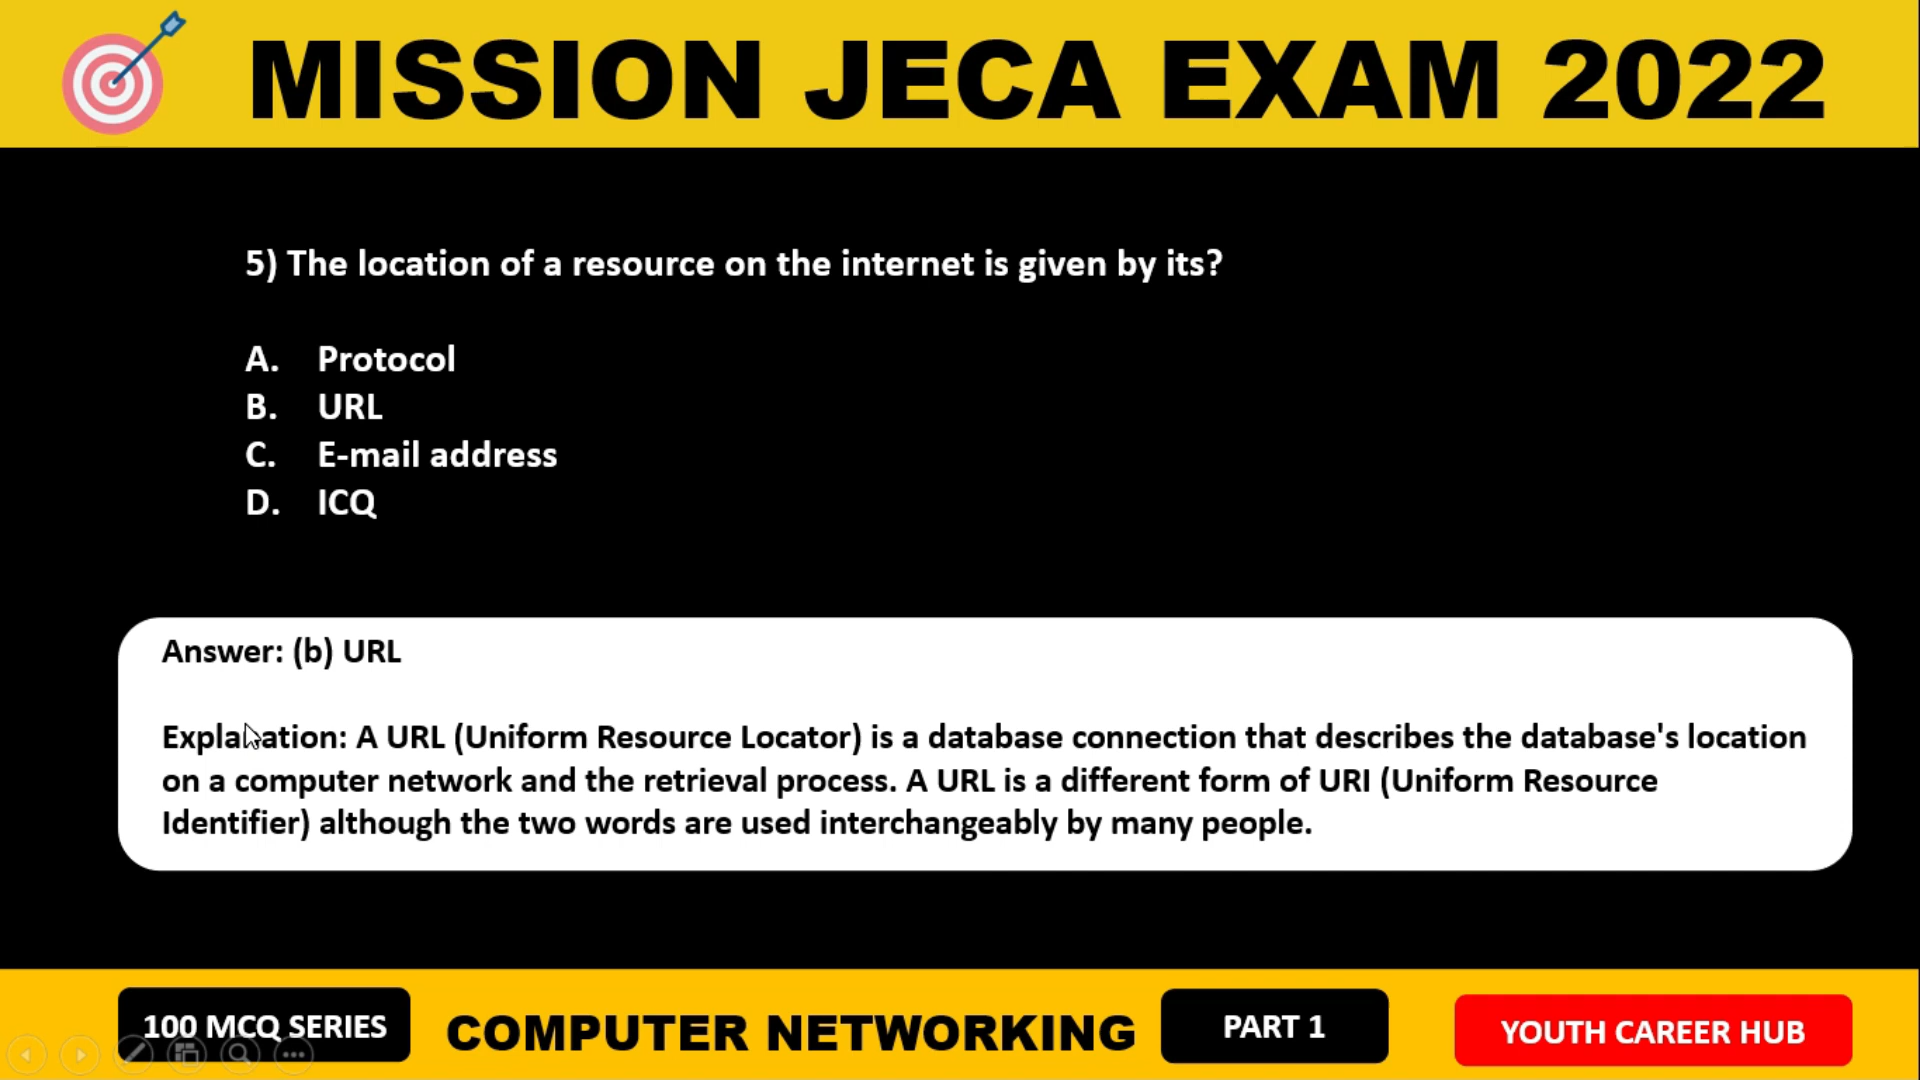 MISSION JECA EXAM 2022
5) The location of a resource on the internet is given by its?
A. Protocol
B. URL
C. E-mail address
D. ICQ
Answer: (b) URL
Explanation: A URL (Uniform Resource Locator) is a database connection that describes the database's location
on a computer network and the retrieval process. A URL is a different form of URI (Uniform Resource
Identifier) although the two words are used interchangeably by many people.
100 MCQ SERIES
COMPUTER NETWORKING
PART 1
YOUTH CAREER HUB